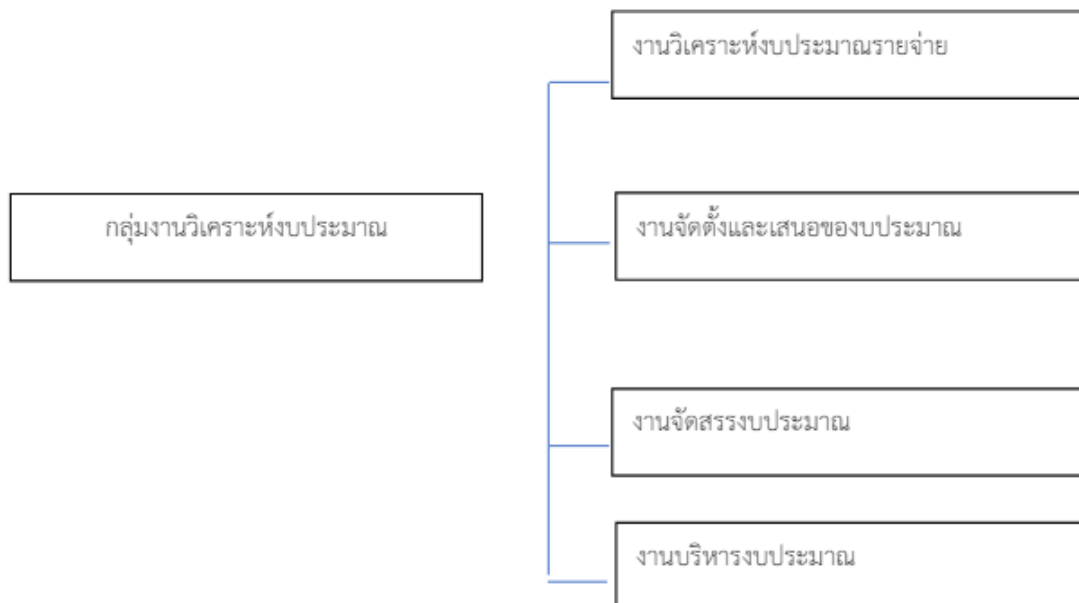 งานวิเคราะห์งบประมาณรายจ่าย
กลุ่มงานวิเคราะห์งบประมาณ
งานจัดตั้งและเสนอของบประมาณ
งานจัดสรรงบประมาณ
งานบริหารงบประมาณ